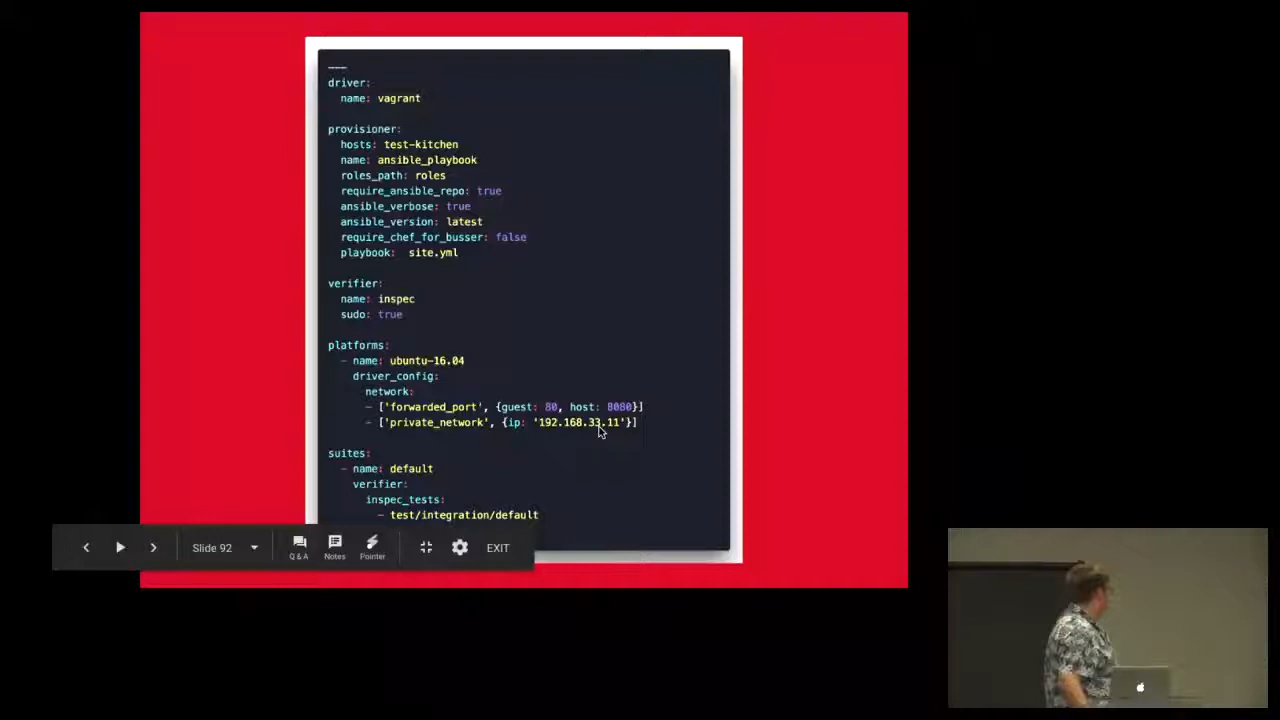 ---
driver:
  name: vagrant
provisioner:
  hosts: test-kitchen
  name: ansible_playbook
  roles_path: roles
  require_ansible_repo: true
  ansible_verbose: true
  ansible_version: latest
  require_chef_for_busser: false
  playbook:  site.yml
verifier:
  name: inspec
  sudo: true
platforms:
  - name: ubuntu-16.04
    driver_config:
      network:
      - ['forwarded_port', {guest: 80, host: 8080}]
      - ['private_network', {ip: '192.168.33.11'}]
suites:
  - name: default
    verifier:
      inspec_tests:
        - test/integration/default
Slide 92
Q & A
Notes
Pointer
EXIT